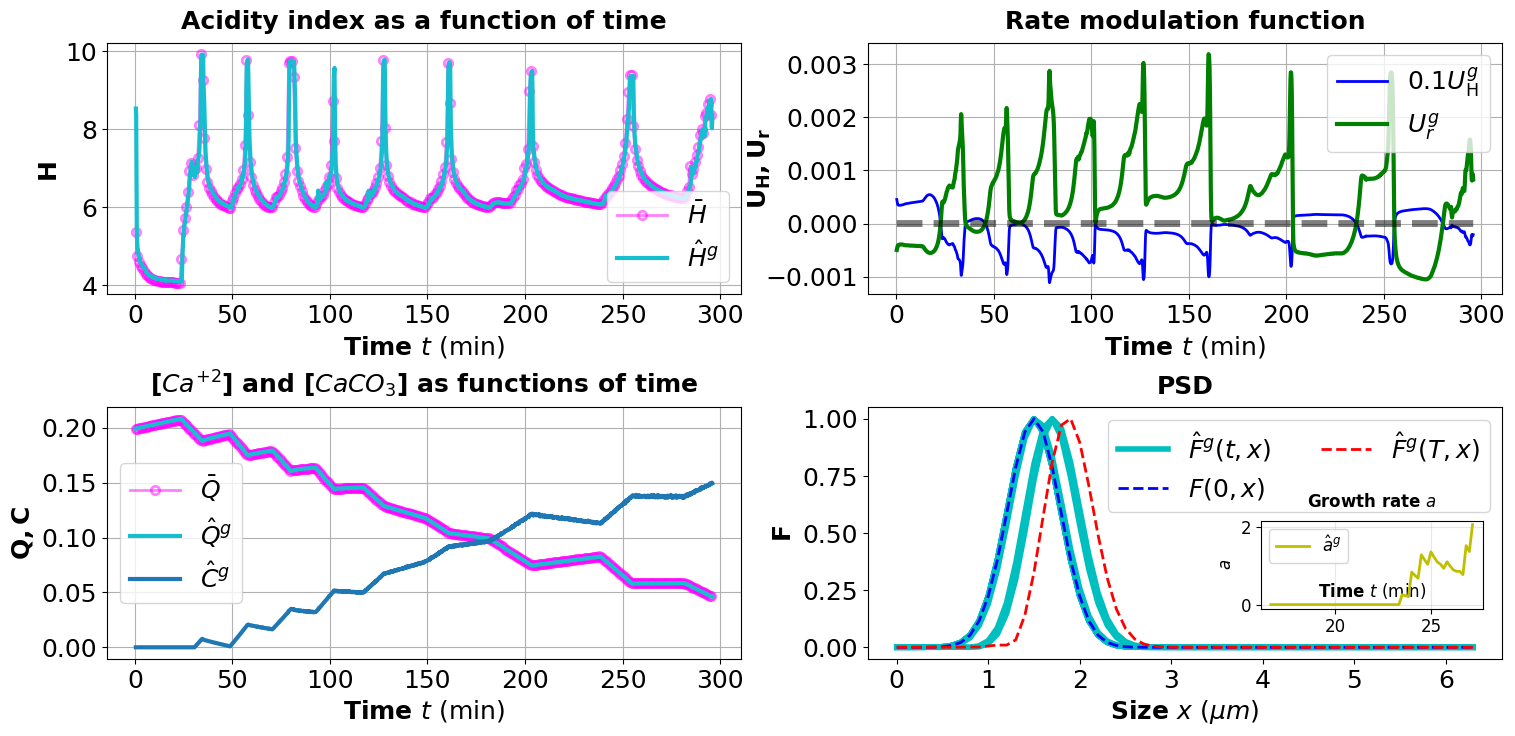 Acidity index as a function of time
H
10
8
6
4
H̄
Ĥ^g
0 50 100 150 200 250 300
Time t (min)
Rate modulation function
U_H, U_r
0.003
0.002
0.001
0.000
−0.001
0.1U_H^g
U_r^g
0 50 100 150 200 250 300
Time t (min)
[Ca^{+2}] and [CaCO_3] as functions of time
Q, C
0.20
0.15
0.10
0.05
0.00
Q̄
Q̂^g
Ĉ^g
0 50 100 150 200 250 300
Time t (min)
PSD
F
1.00
0.75
0.50
0.25
0.00
F̂^g(t, x) F̂^g(T, x)
F(0, x)
Growth rate a
a
2
0
â^g
Time t (min)
20 25
0 1 2 3 4 5 6
Size x (μm)